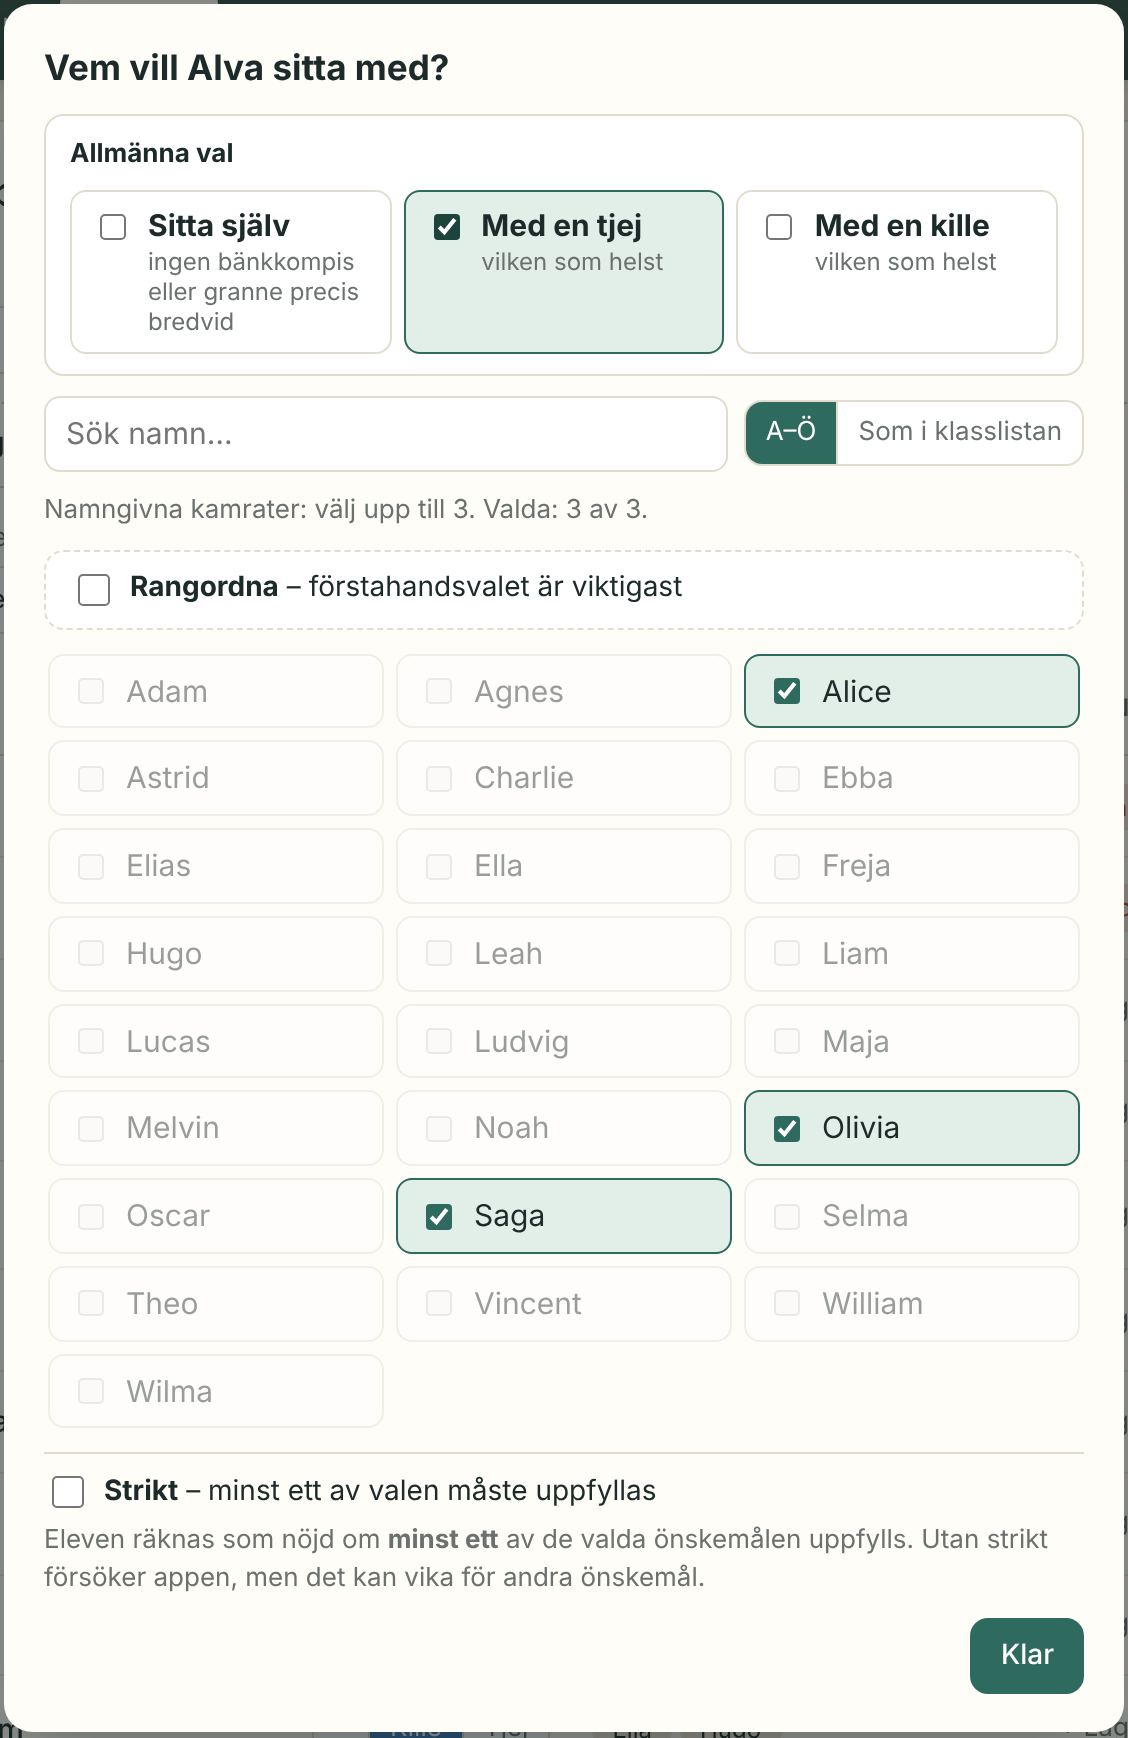 Vem vill Alva sitta med?
Allmänna val
Sitta själv
ingen bänkkompis
eller granne precis
bredvid
Med en tjej
vilken som helst
Med en kille
vilken som helst
Sök namn...
A–Ö
Som i klasslistan
Namngivna kamrater: välj upp till 3. Valda: 3 av 3.
Rangordna – förstahandsvalet är viktigast
Adam
Agnes
Alice
Astrid
Charlie
Ebba
Elias
Ella
Freja
Hugo
Leah
Liam
Lucas
Ludvig
Maja
Melvin
Noah
Olivia
Oscar
Saga
Selma
Theo
Vincent
William
Wilma
Strikt – minst ett av valen måste uppfyllas
Eleven räknas som nöjd om minst ett av de valda önskemålen uppfylls. Utan strikt
försöker appen, men det kan vika för andra önskemål.
Klar